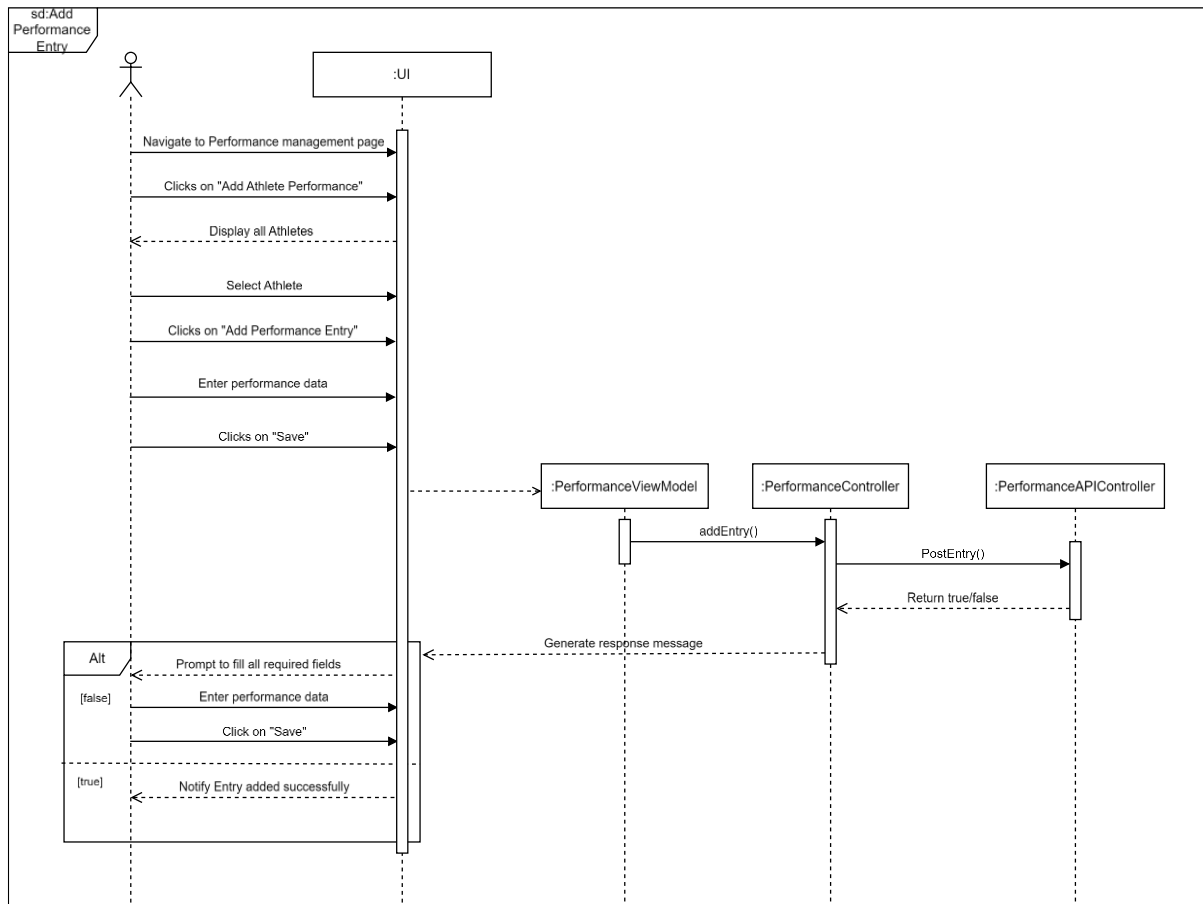 sd:Add
Performance
Entry
:UI
Navigate to Performance management page
Clicks on "Add Athlete Performance"
Display all Athletes
Select Athlete
Clicks on "Add Performance Entry"
Enter performance data
Clicks on "Save"
:PerformanceViewModel
:PerformanceController
:PerformanceAPIController
addEntry()
PostEntry()
Return true/false
Generate response message
Alt
Prompt to fill all required fields
[false]
Enter performance data
Click on "Save"
[true]
Notify Entry added successfully